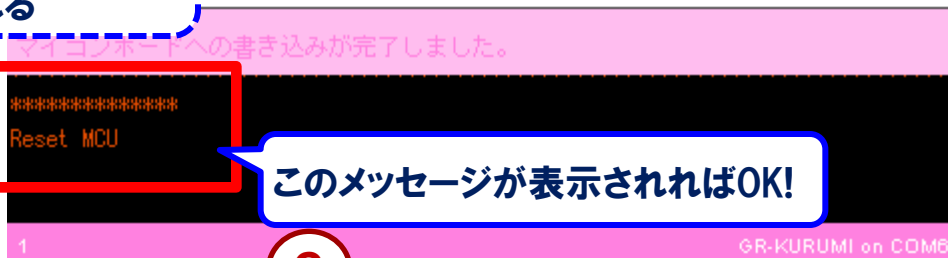 れる
マイコンボードへの書き込みが完了しました。
**************
Reset MCU
このメッセージが表示されればOK!
1
GR-KURUMI on COM6